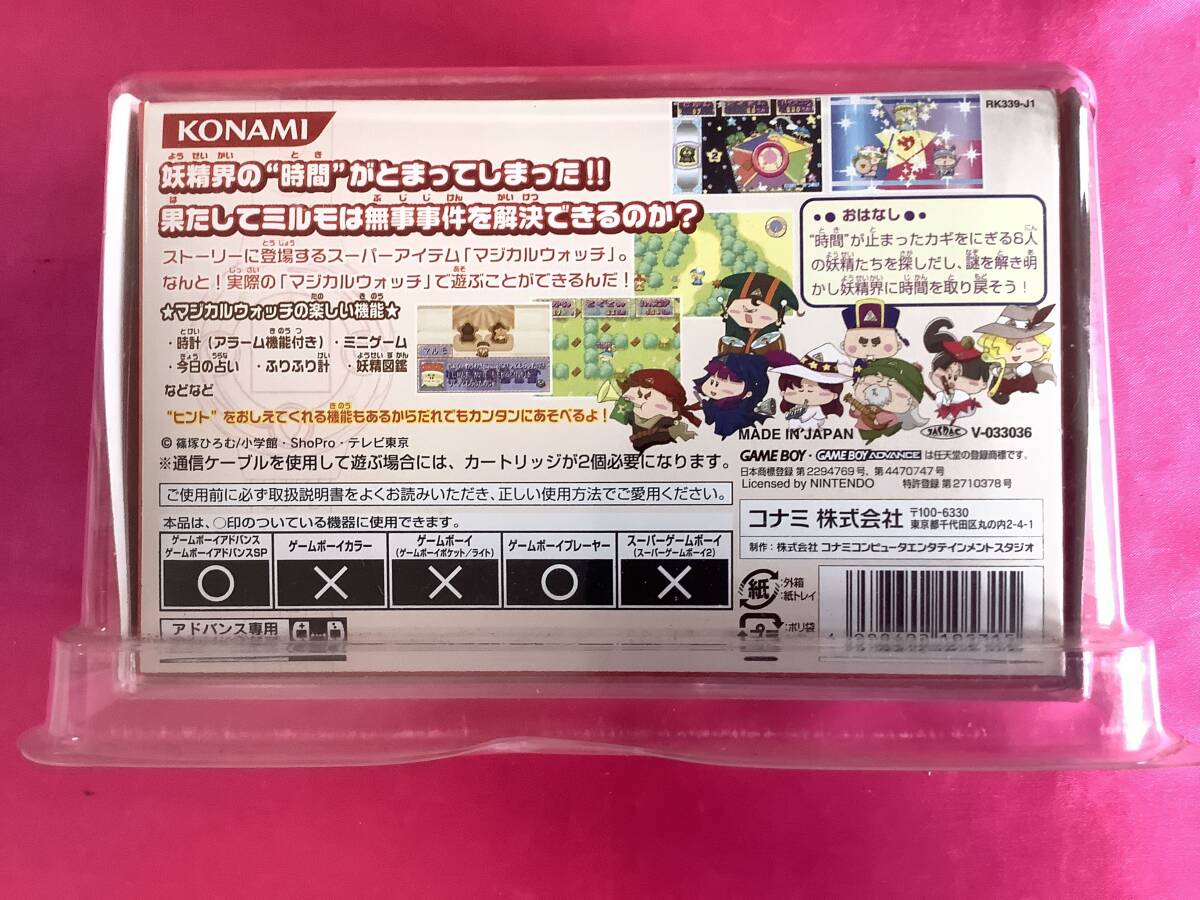 RK339-J1
KONAMI
妖精界の“時間”がとまってしまった!!
果たしてミルモは無事事件を解決できるのか?
ストーリーに登場するスーパーアイテム「マジカルウォッチ」。
なんと!実際の「マジカルウォッチ」で遊ぶことができるんだ!
★マジカルウォッチの楽しい機能★
・時計(アラーム機能付き)・ミニゲーム
・今日の占い ・ふりふり計 ・妖精図鑑
などなど
“ヒント”をおしえてくれる機能もあるからだれでもカンタンにあそべるよ!
●●おはなし●●
“時間”が止まったカギをにぎる8人
の妖精たちを探しだし、謎を解き明
かし妖精界に時間を取り戻そう!
マルモ
© 篠塚ひろむ/小学館・ShoPro・テレビ東京
※通信ケーブルを使用して遊ぶ場合には、カートリッジが2個必要になります。
ご使用前に必ず取扱説明書をよくお読みいただき、正しい使用方法でご愛用ください。
本品は、○印のついている機器に使用できます。
ゲームボーイアドバンス
ゲームボーイアドバンスSP
ゲームボーイカラー
ゲームボーイ
(ゲームボーイポケット/ライト)
ゲームボーイプレーヤー
スーパーゲームボーイ
(スーパーゲームボーイ2)
○ × × ○ ×
アドバンス専用
MADE IN JAPAN
JASRAC V-033036
GAME BOY・GAME BOY ADVANCE は任天堂の登録商標です。
日本商標登録 第2294769号、第4470747号
Licensed by NINTENDO 特許登録 第2710378号
コナミ 株式会社
〒100-6330
東京都千代田区丸の内2-4-1
制作:株式会社 コナミコンピュータエンタテインメントスタジオ
紙
:外箱
:紙トレイ
:ポリ袋